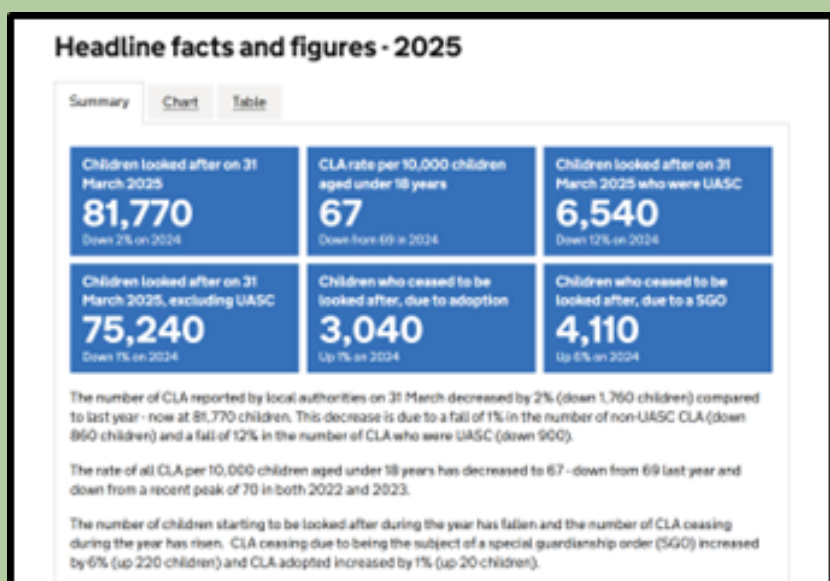 Headline facts and figures - 2025
Summary Chart Table
Children looked after on 31
March 2025
81,770
Down 2% on 2024
CLA rate per 10,000 children
aged under 18 years
67
Down from 69 in 2024
Children looked after on 31
March 2025 who were UASC
6,540
Down 12% on 2024
Children looked after on 31
March 2025, excluding UASC
75,240
Down 1% on 2024
Children who ceased to be
looked after, due to adoption
3,040
Up 1% on 2024
Children who ceased to be
looked after, due to a SGO
4,110
Up 6% on 2024
The number of CLA reported by local authorities on 31 March decreased by 2% (down 1,760 children) compared
to last year - now at 81,770 children. This decrease is due to a fall of 1% in the number of non-UASC CLA (down
860 children) and a fall of 12% in the number of CLA who were UASC (down 900).
The rate of all CLA per 10,000 children aged under 18 years has decreased to 67 - down from 69 last year and
down from a recent peak of 70 in both 2022 and 2023.
The number of children starting to be looked after during the year has fallen and the number of CLA ceasing
during the year has risen. CLA ceasing due to being the subject of a special guardianship order (SGO) increased
by 6% (up 220 children) and CLA adopted increased by 1% (up 20 children).